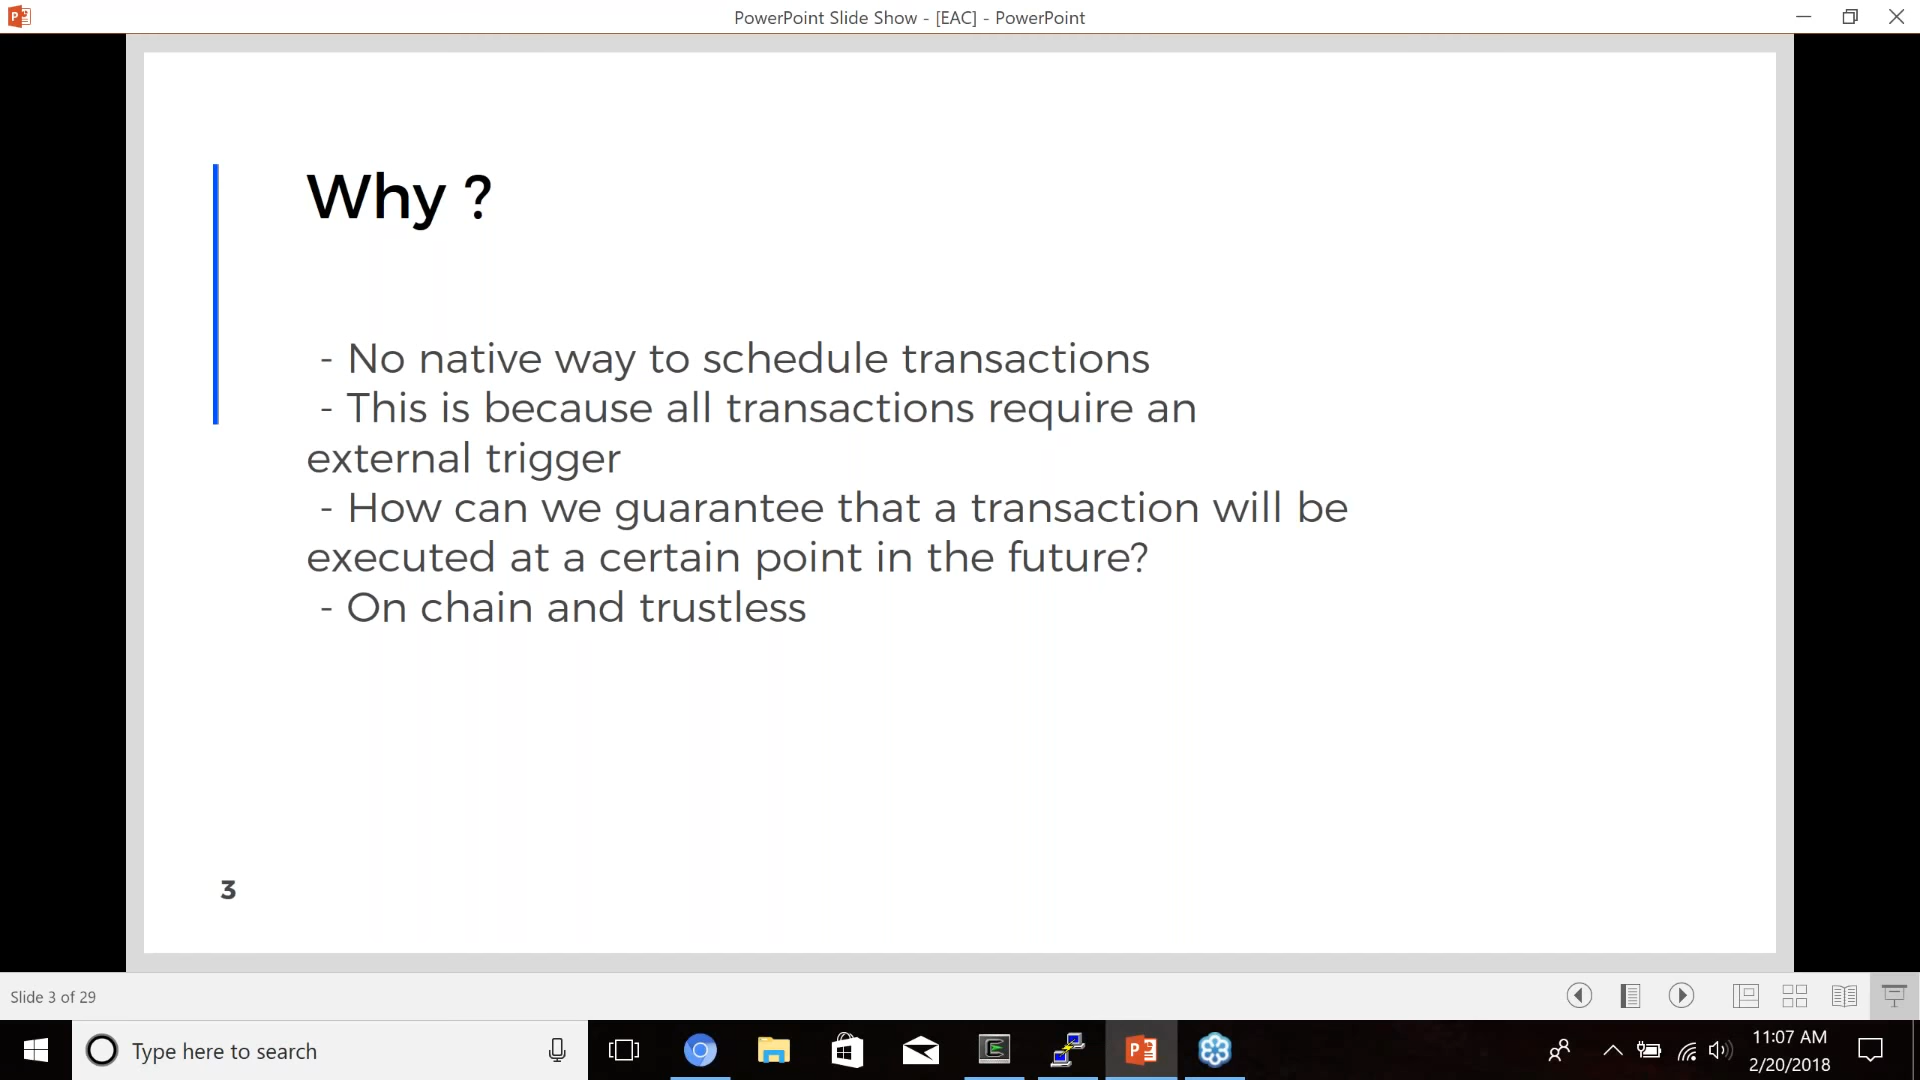 PowerPoint Slide Show - [EAC] - PowerPoint
Why ?
- No native way to schedule transactions
- This is because all transactions require an
external trigger
- How can we guarantee that a transaction will be
executed at a certain point in the future?
- On chain and trustless
3
Slide 3 of 29
Type here to search
11:07 AM
2/20/2018